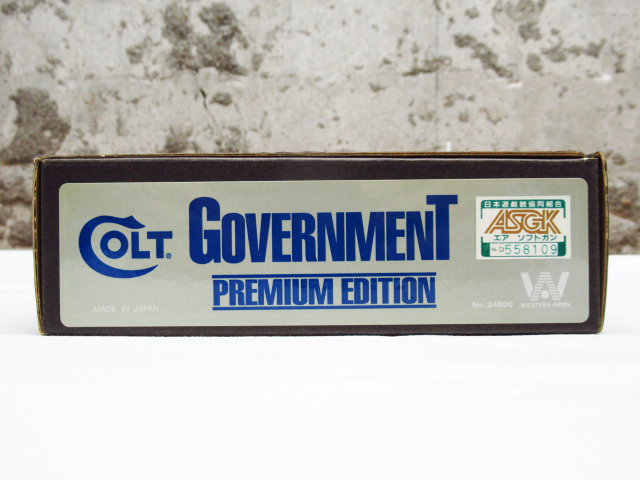 COLT®
GOVERNMENT
PREMIUM EDITION
MADE IN JAPAN
日本遊戯銃協同組合
ASGK
エア ソフトガン
No.D 558109
No.24800
WESTERN ARMS